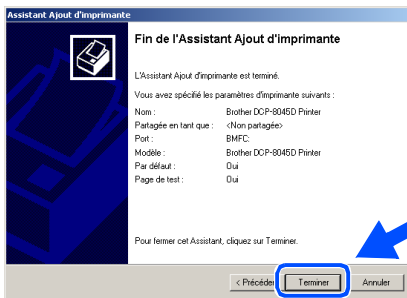 Assistant Ajout d'imprimante
Fin de l'Assistant Ajout d'imprimante
L'Assistant Ajout d'imprimante est terminé.
Vous avez spécifié les paramètres d'imprimante suivants :
Nom : Brother DCP-8045D Printer
Partagée en tant que : <Non partagée>
Port : BMFC:
Modèle : Brother DCP-8045D Printer
Par défaut : Oui
Page de test : Oui
Pour fermer cet Assistant, cliquez sur Terminer.
< Précéden Terminer Annuler